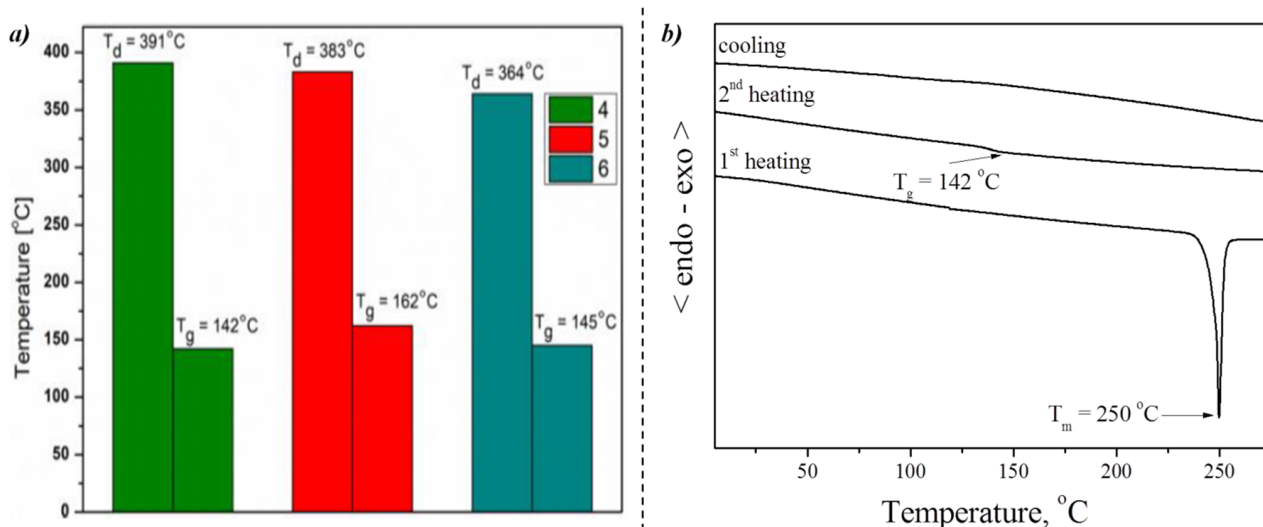 a)
T_d = 391°C
T_d = 383°C
T_d = 364°C
4
5
6
T_g = 142°C
T_g = 162°C
T_g = 145°C
Temperature [°C]
400
350
300
250
200
150
100
50
0
b)
cooling
2nd heating
1st heating
T_g = 142 °C
T_m = 250 °C
< endo - exo >
50
100
150
200
250
Temperature, °C